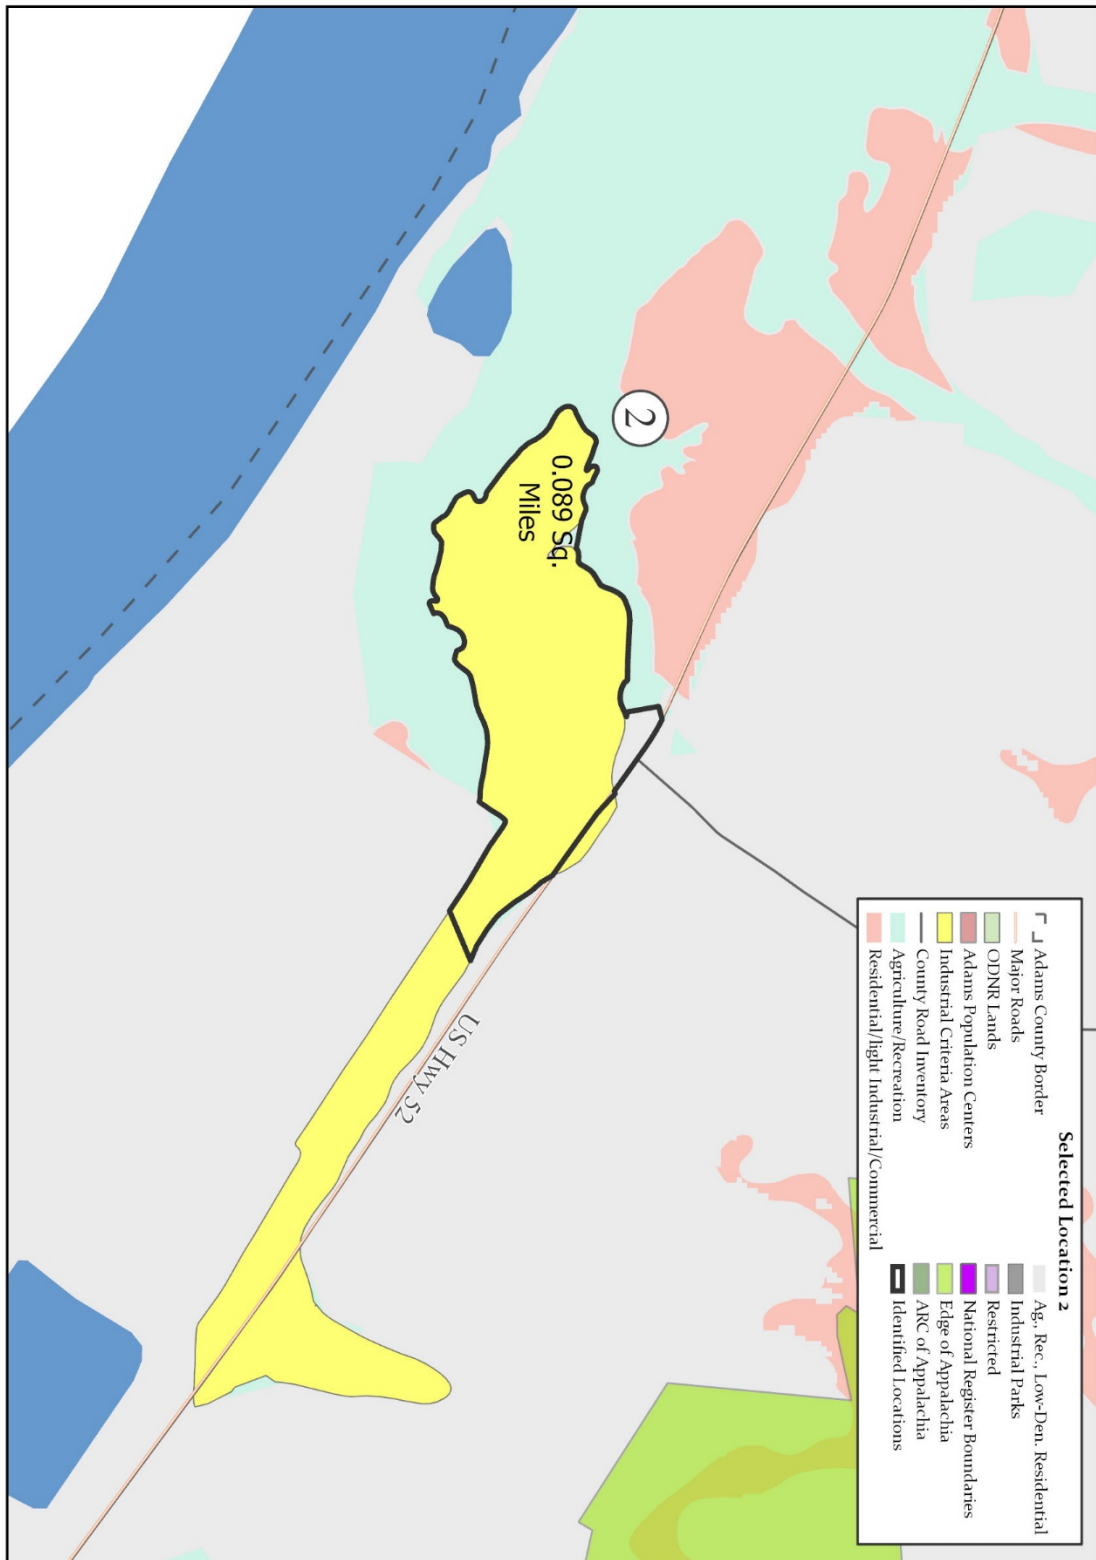 Selected Location 2
Adams County Border
Major Roads
ODNR Lands
Adams Population Centers
Industrial Criteria Areas
County Road Inventory
Agriculture/Recreation
Residential/light Industrial/Commercial
Ag., Rec., Low-Den. Residential
Industrial Parks
Restricted
National Register Boundaries
Edge of Appalachia
ARC of Appalachia
Identified Locations
2
0.089 Sq.
Miles
US Hwy 52